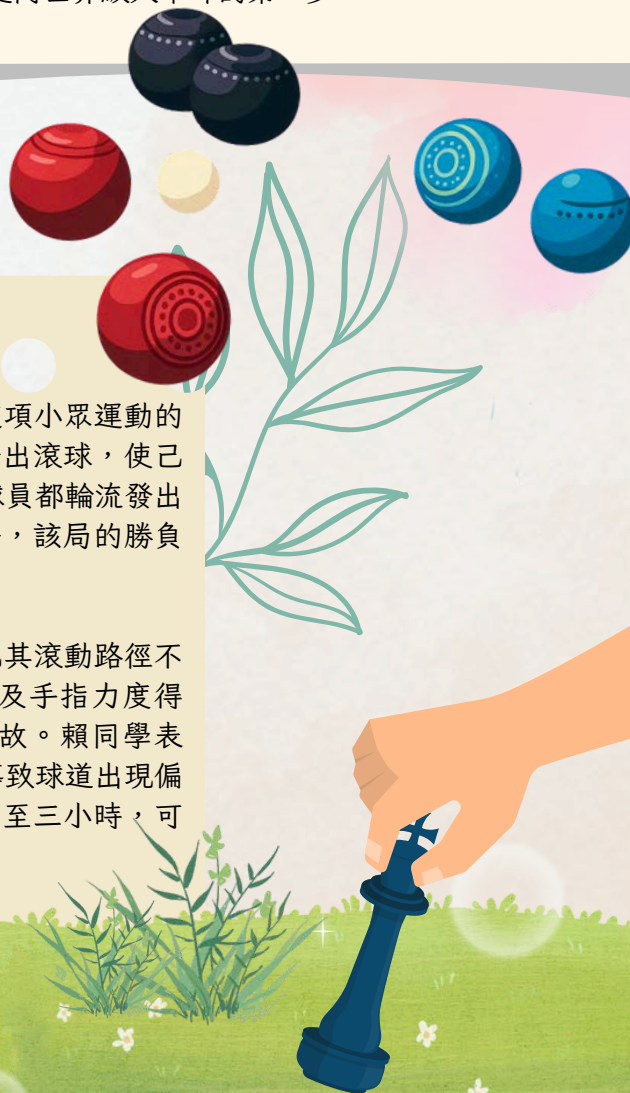 項小眾運動的
出滾球，使己
員都輪流發出
，該局的勝負
其滾動路徑不
及手指力度得
故。賴同學表
致球道出現偏
至三小時，可